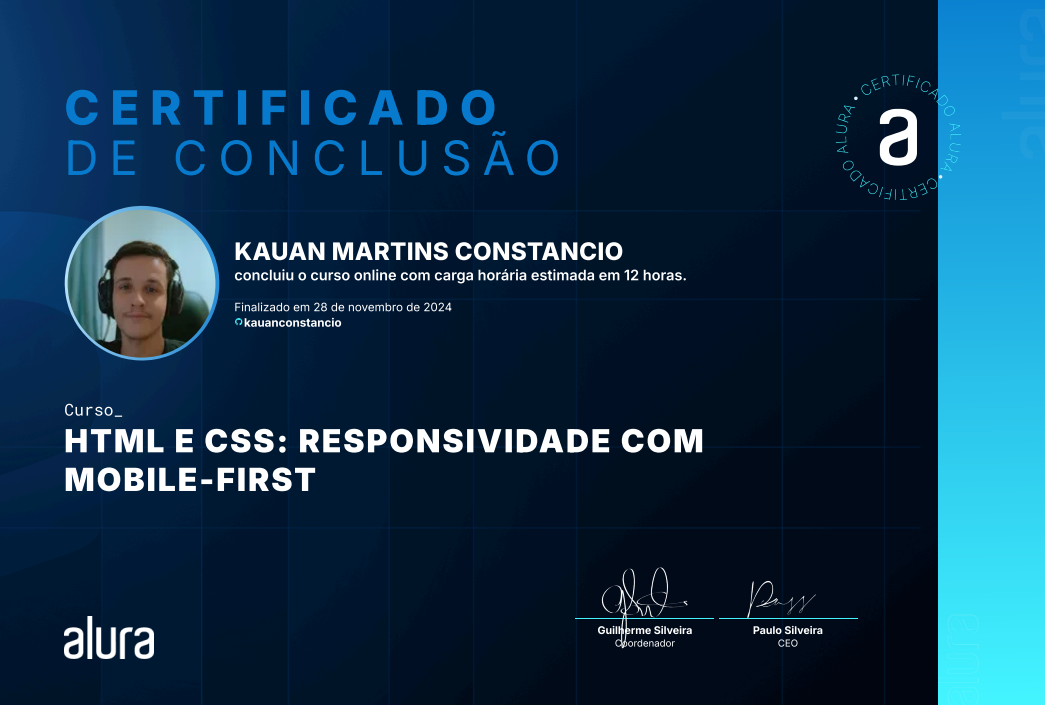 CERTIFICADO
DE CONCLUSÃO
CERTIFICADO ALURA • CERTIFICADO ALURA •
a
KAUAN MARTINS CONSTANCIO
concluiu o curso online com carga horária estimada em 12 horas.
Finalizado em 28 de novembro de 2024
kauanconstancio
Curso_
HTML E CSS: RESPONSIVIDADE COM
MOBILE-FIRST
Guilherme Silveira
Coordenador
Paulo Silveira
CEO
alura
alura
alura